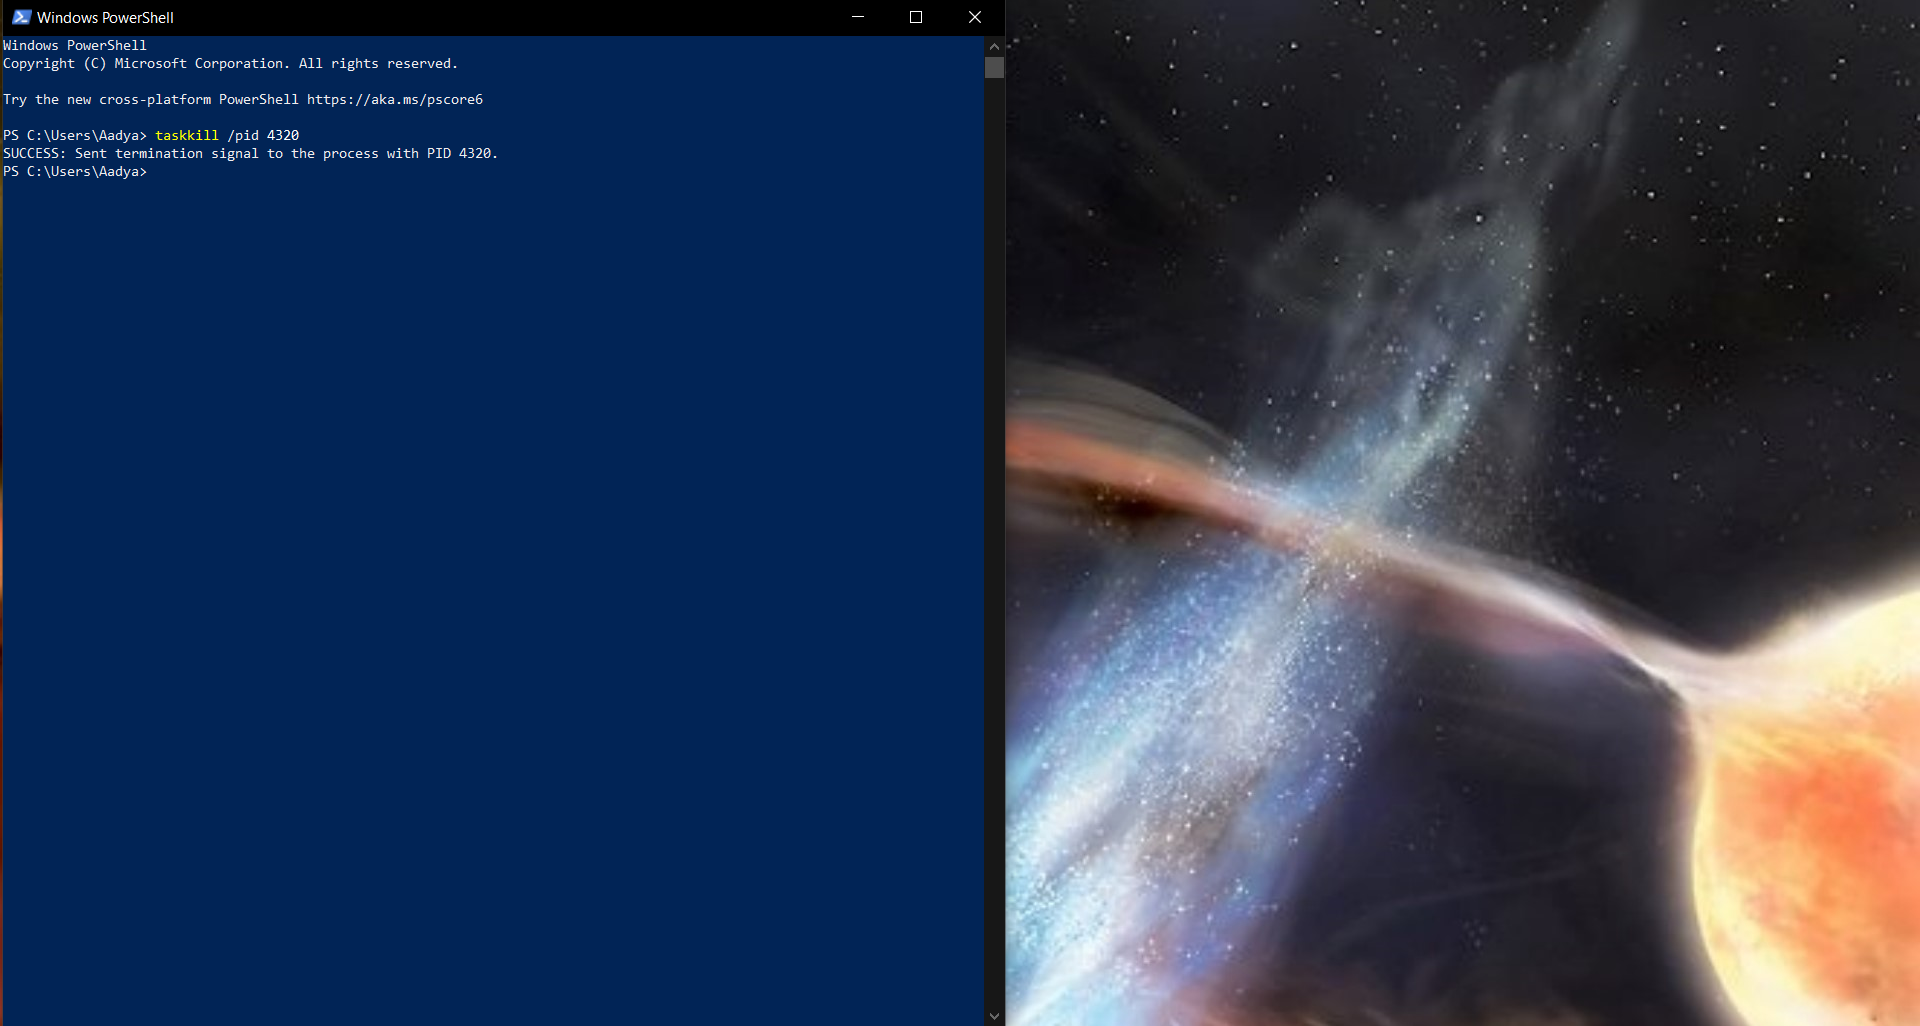 Windows PowerShell
Windows PowerShell
Copyright (C) Microsoft Corporation. All rights reserved.
Try the new cross-platform PowerShell https://aka.ms/pscore6
PS C:\Users\Aadya> taskkill /pid 4320
SUCCESS: Sent termination signal to the process with PID 4320.
PS C:\Users\Aadya>